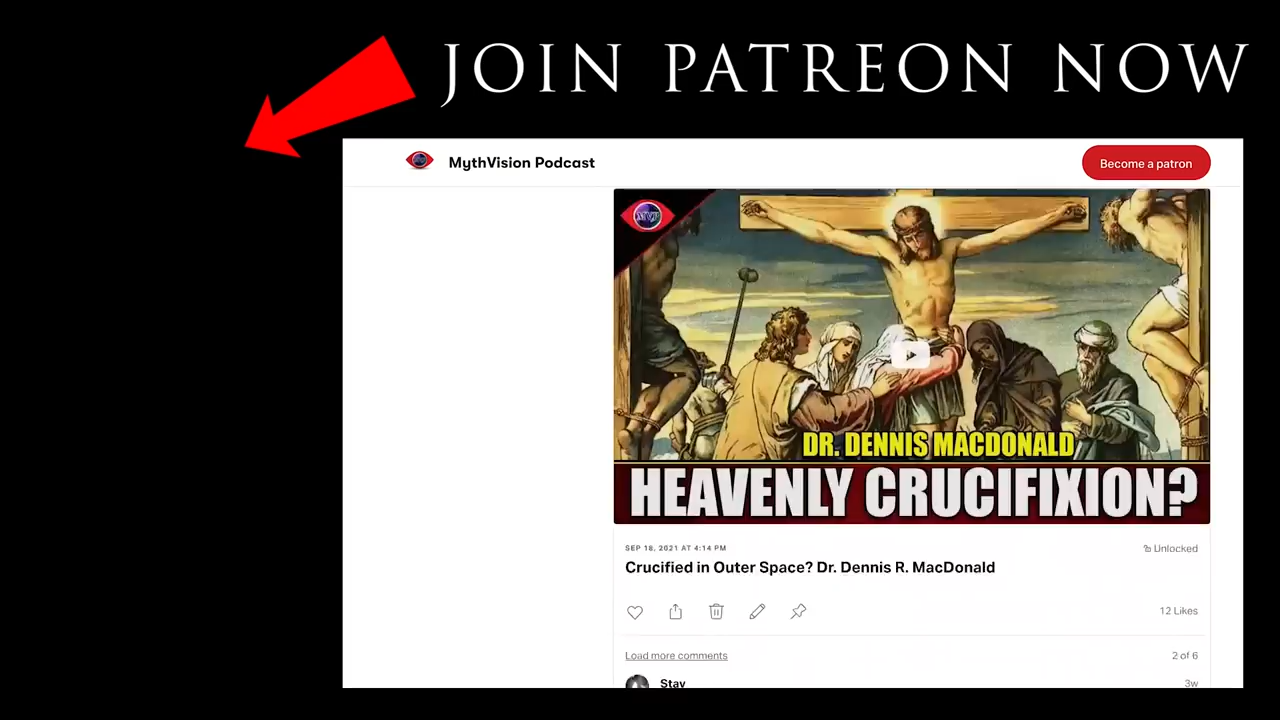 JOIN PATREON NOW
MythVision Podcast
Become a patron
MVP
DR. DENNIS MACDONALD
HEAVENLY CRUCIFIXION?
SEP 18, 2021 AT 4:14 PM
Unlocked
Crucified in Outer Space? Dr. Dennis R. MacDonald
12 Likes
Load more comments
2 of 6
Stav
3w